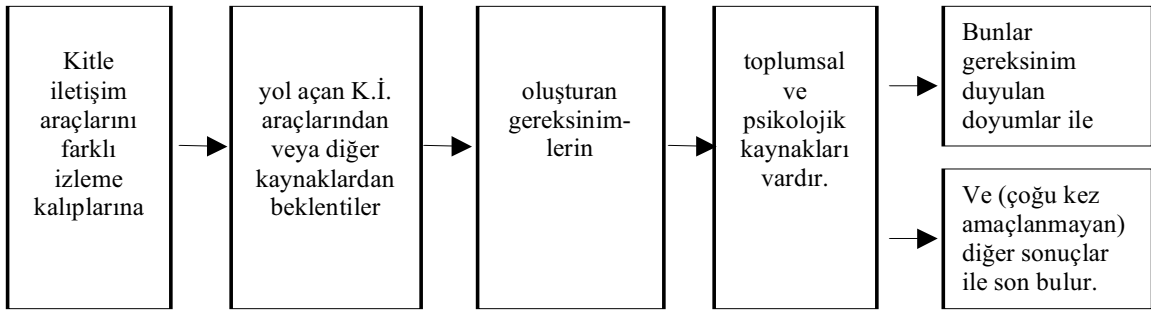 Kitle
iletişim
araçlarını
farklı
izleme
kalıplarına
yol açan K.İ.
araçlarından
veya diğer
kaynaklardan
beklentiler
oluşturan
gereksinim-
lerin
toplumsal
ve
psikolojik
kaynakları
vardır.
Bunlar
gereksinim
duyulan
doyumlar ile
Ve (çoğu kez
amaçlanmayan)
diğer sonuçlar
ile son bulur.